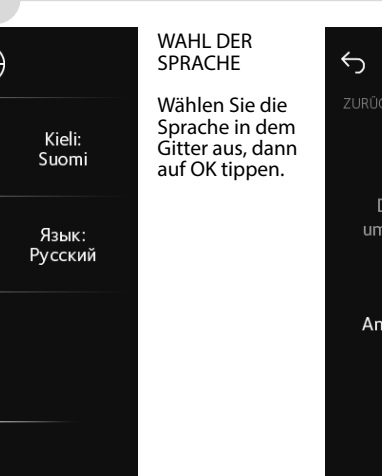 Kieli:
Suomi
Язык:
Русский
WAHL DER
SPRACHE
Wählen Sie die
Sprache in dem
Gitter aus, dann
auf OK tippen.